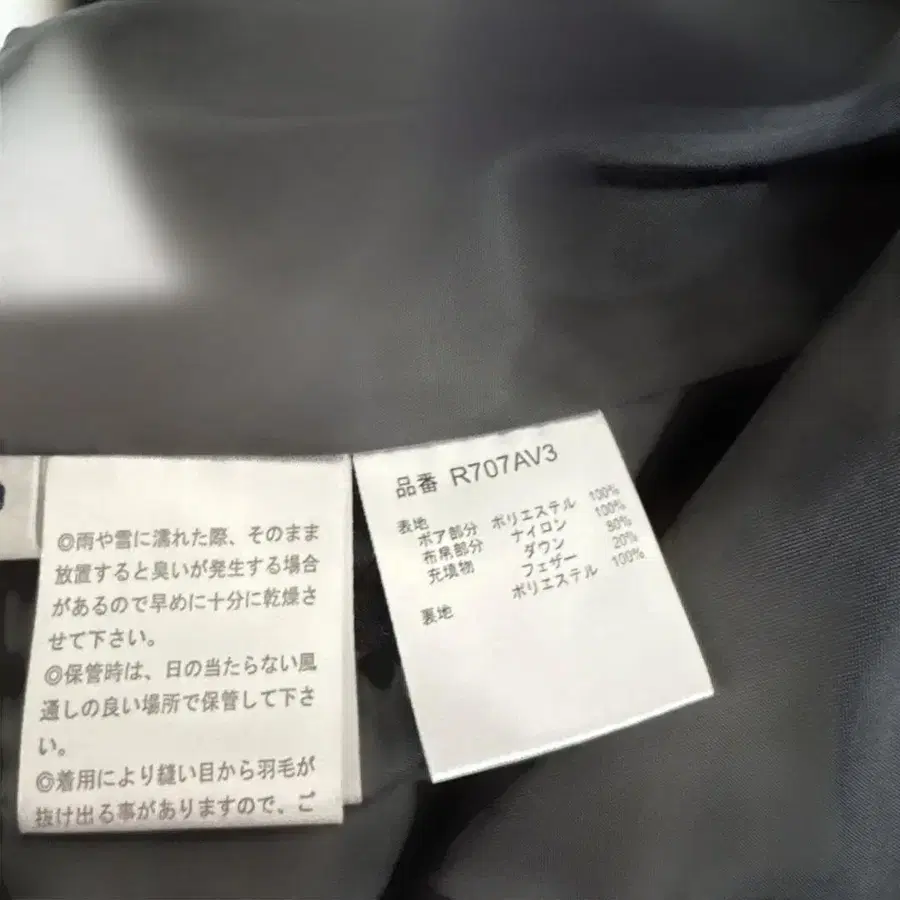 ◎雨や雪に濡れた際、そのまま
放置すると臭いが発生する場合
があるので早めに十分に乾燥さ
せて下さい。
◎保管時は、日の当たらない風
通しの良い場所で保管して下さ
い。
◎着用により縫い目から羽毛が
抜け出る事がありますので、ご
品番 R707AV3
表地
ボア部分 ポリエステル 100%
布帛部分 ナイロン 100%
充填物 ダウン 80%
フェザー 20%
裏地 ポリエステル 100%